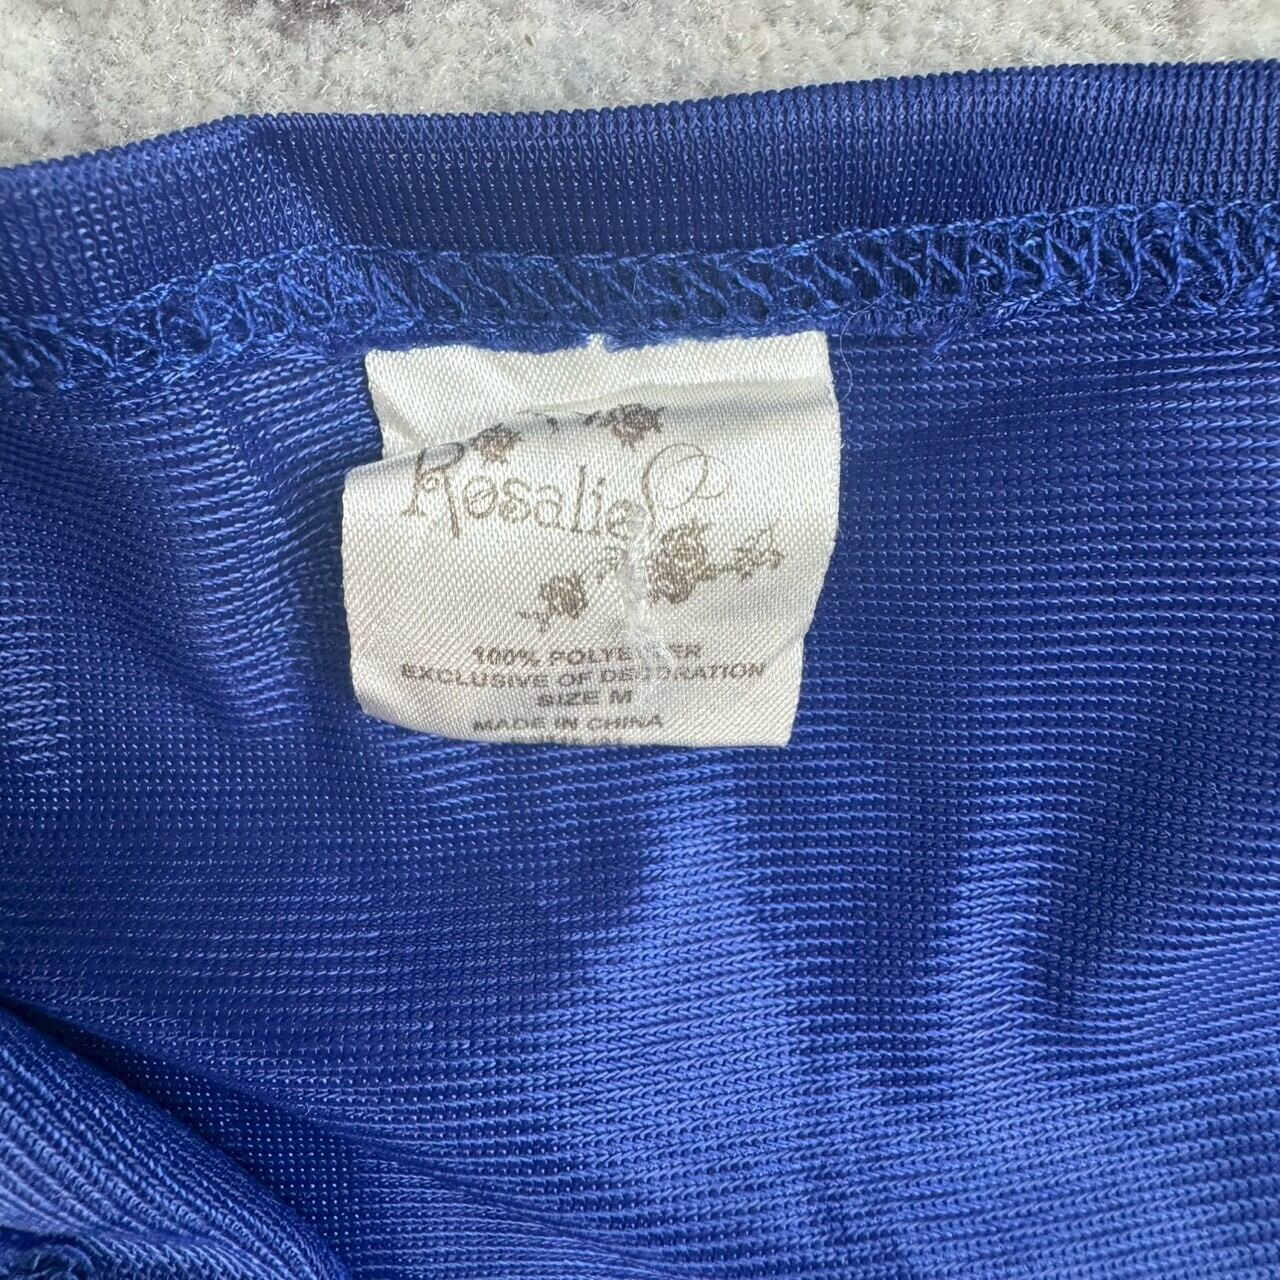 Rosalie
100% POLYESTER
EXCLUSIVE OF DECORATION
SIZE M
MADE IN CHINA